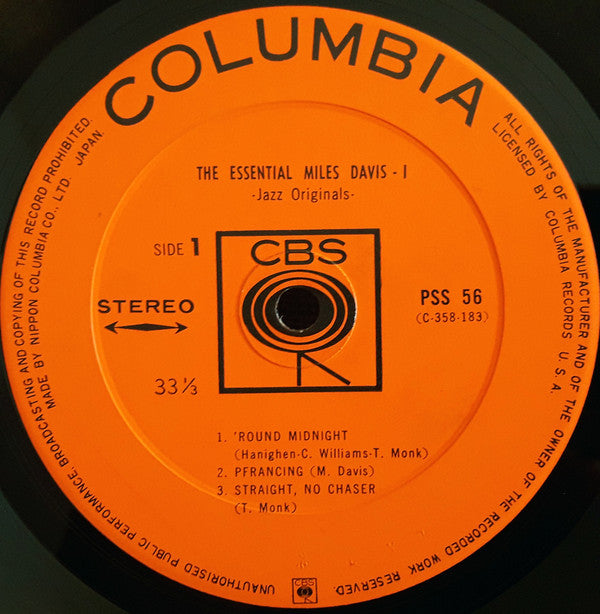 COLUMBIA
THE ESSENTIAL MILES DAVIS - 1
-Jazz Originals-
SIDE 1
CBS
STEREO
PSS 56
(C-358-183)
33 1/3
1. 'ROUND MIDNIGHT
(Hanighen-C. Williams-T. Monk)
2. PFRANCING (M. Davis)
3. STRAIGHT, NO CHASER
(T. Monk)
CBS
ALL RIGHTS OF THE MANUFACTURER AND OF THE OWNER OF THE RECORDED WORK RESERVED.
UNAUTHORISED PUBLIC PERFORMANCE, BROADCASTING AND COPYING OF THIS RECORD PROHIBITED.
LICENSED BY COLUMBIA RECORDS U.S.A.
MADE BY NIPPON COLUMBIA CO., LTD. JAPAN.